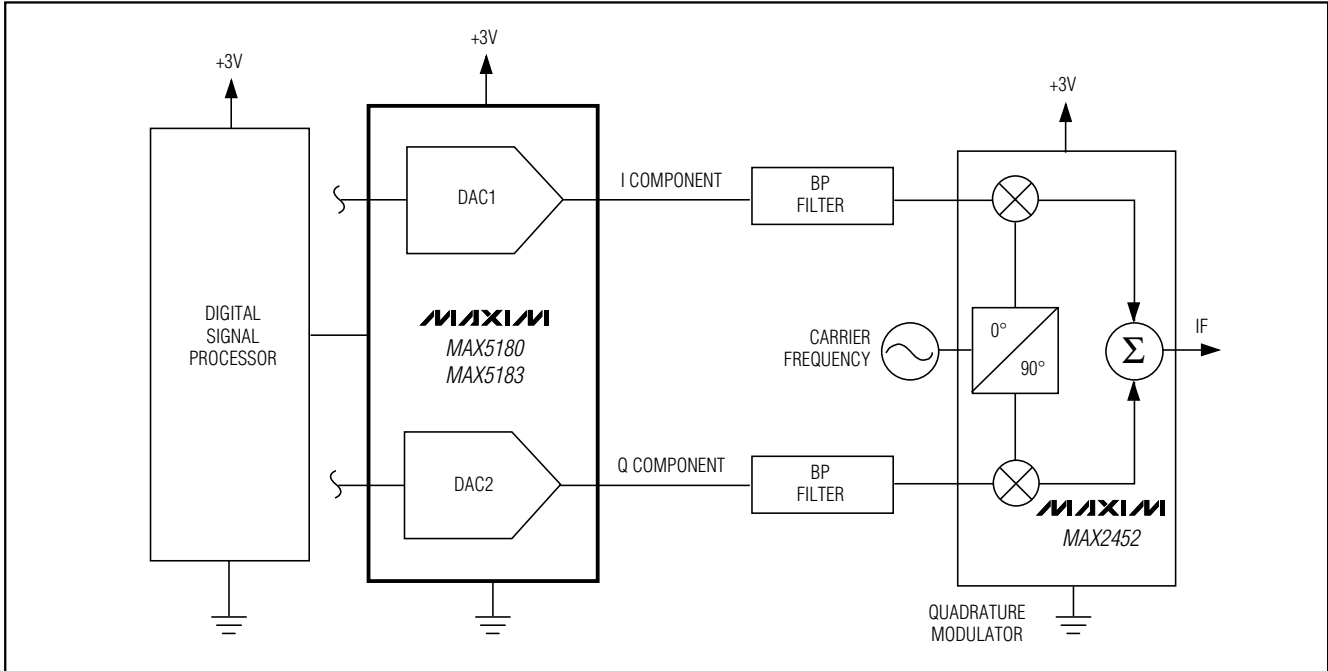 +3V
+3V
+3V
DAC1
I COMPONENT
BP
FILTER
DIGITAL
SIGNAL
PROCESSOR
MAXIM
MAX5180
MAX5183
CARRIER
FREQUENCY
0°
90°
Σ
IF
DAC2
Q COMPONENT
BP
FILTER
MAXIM
MAX2452
QUADRATURE
MODULATOR